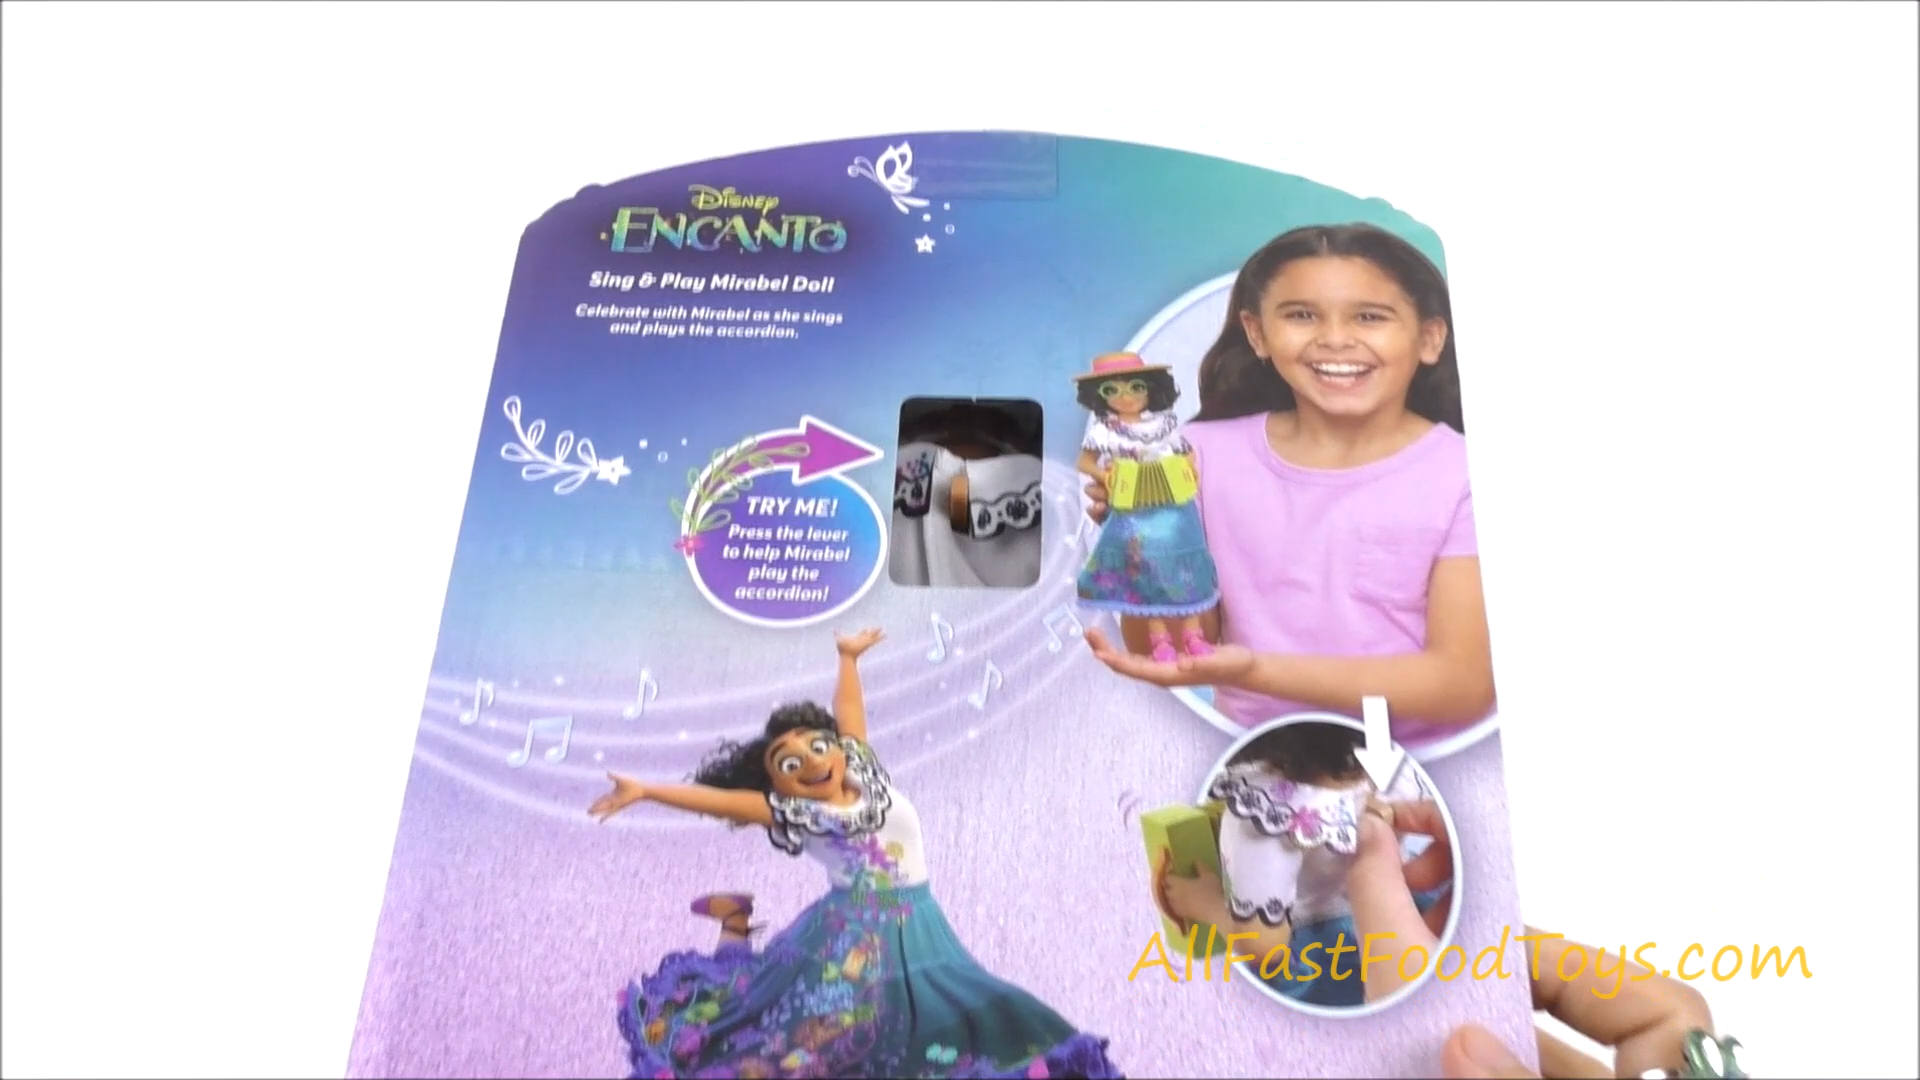 Disney
ENCANTO
Sing & Play Mirabel Doll
Celebrate with Mirabel as she sings
and plays the accordion.
TRY ME!
Press the lever
to help Mirabel
play the
accordion!
AllFastFoodToys.com